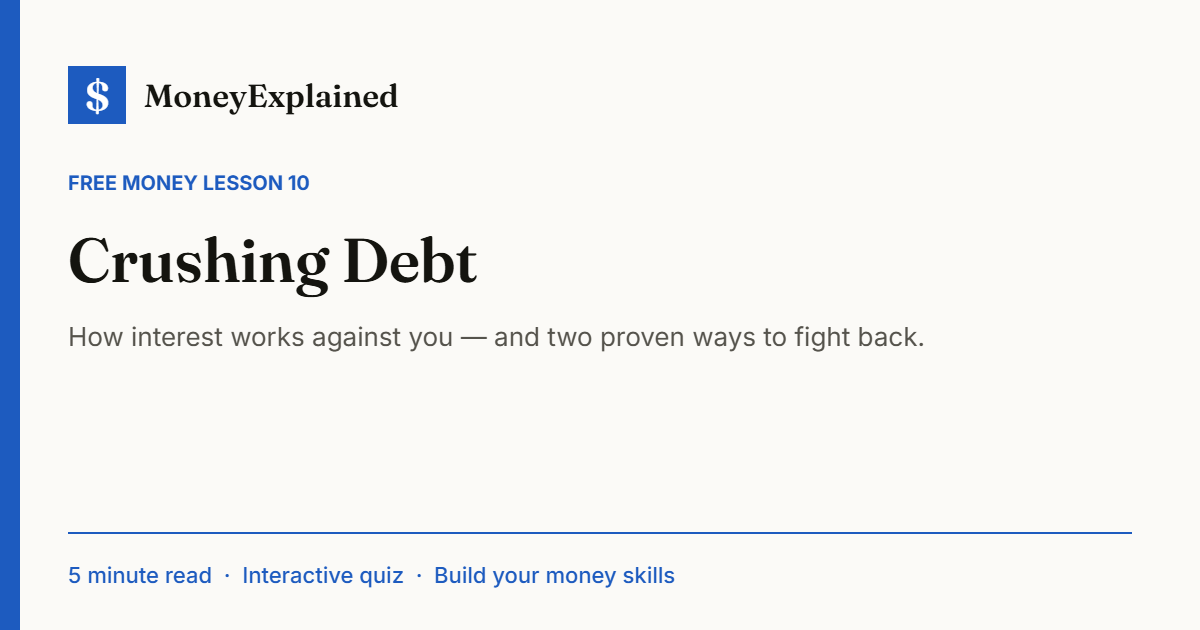 $ MoneyExplained
FREE MONEY LESSON 10
Crushing Debt
How interest works against you — and two proven ways to fight back.
5 minute read · Interactive quiz · Build your money skills